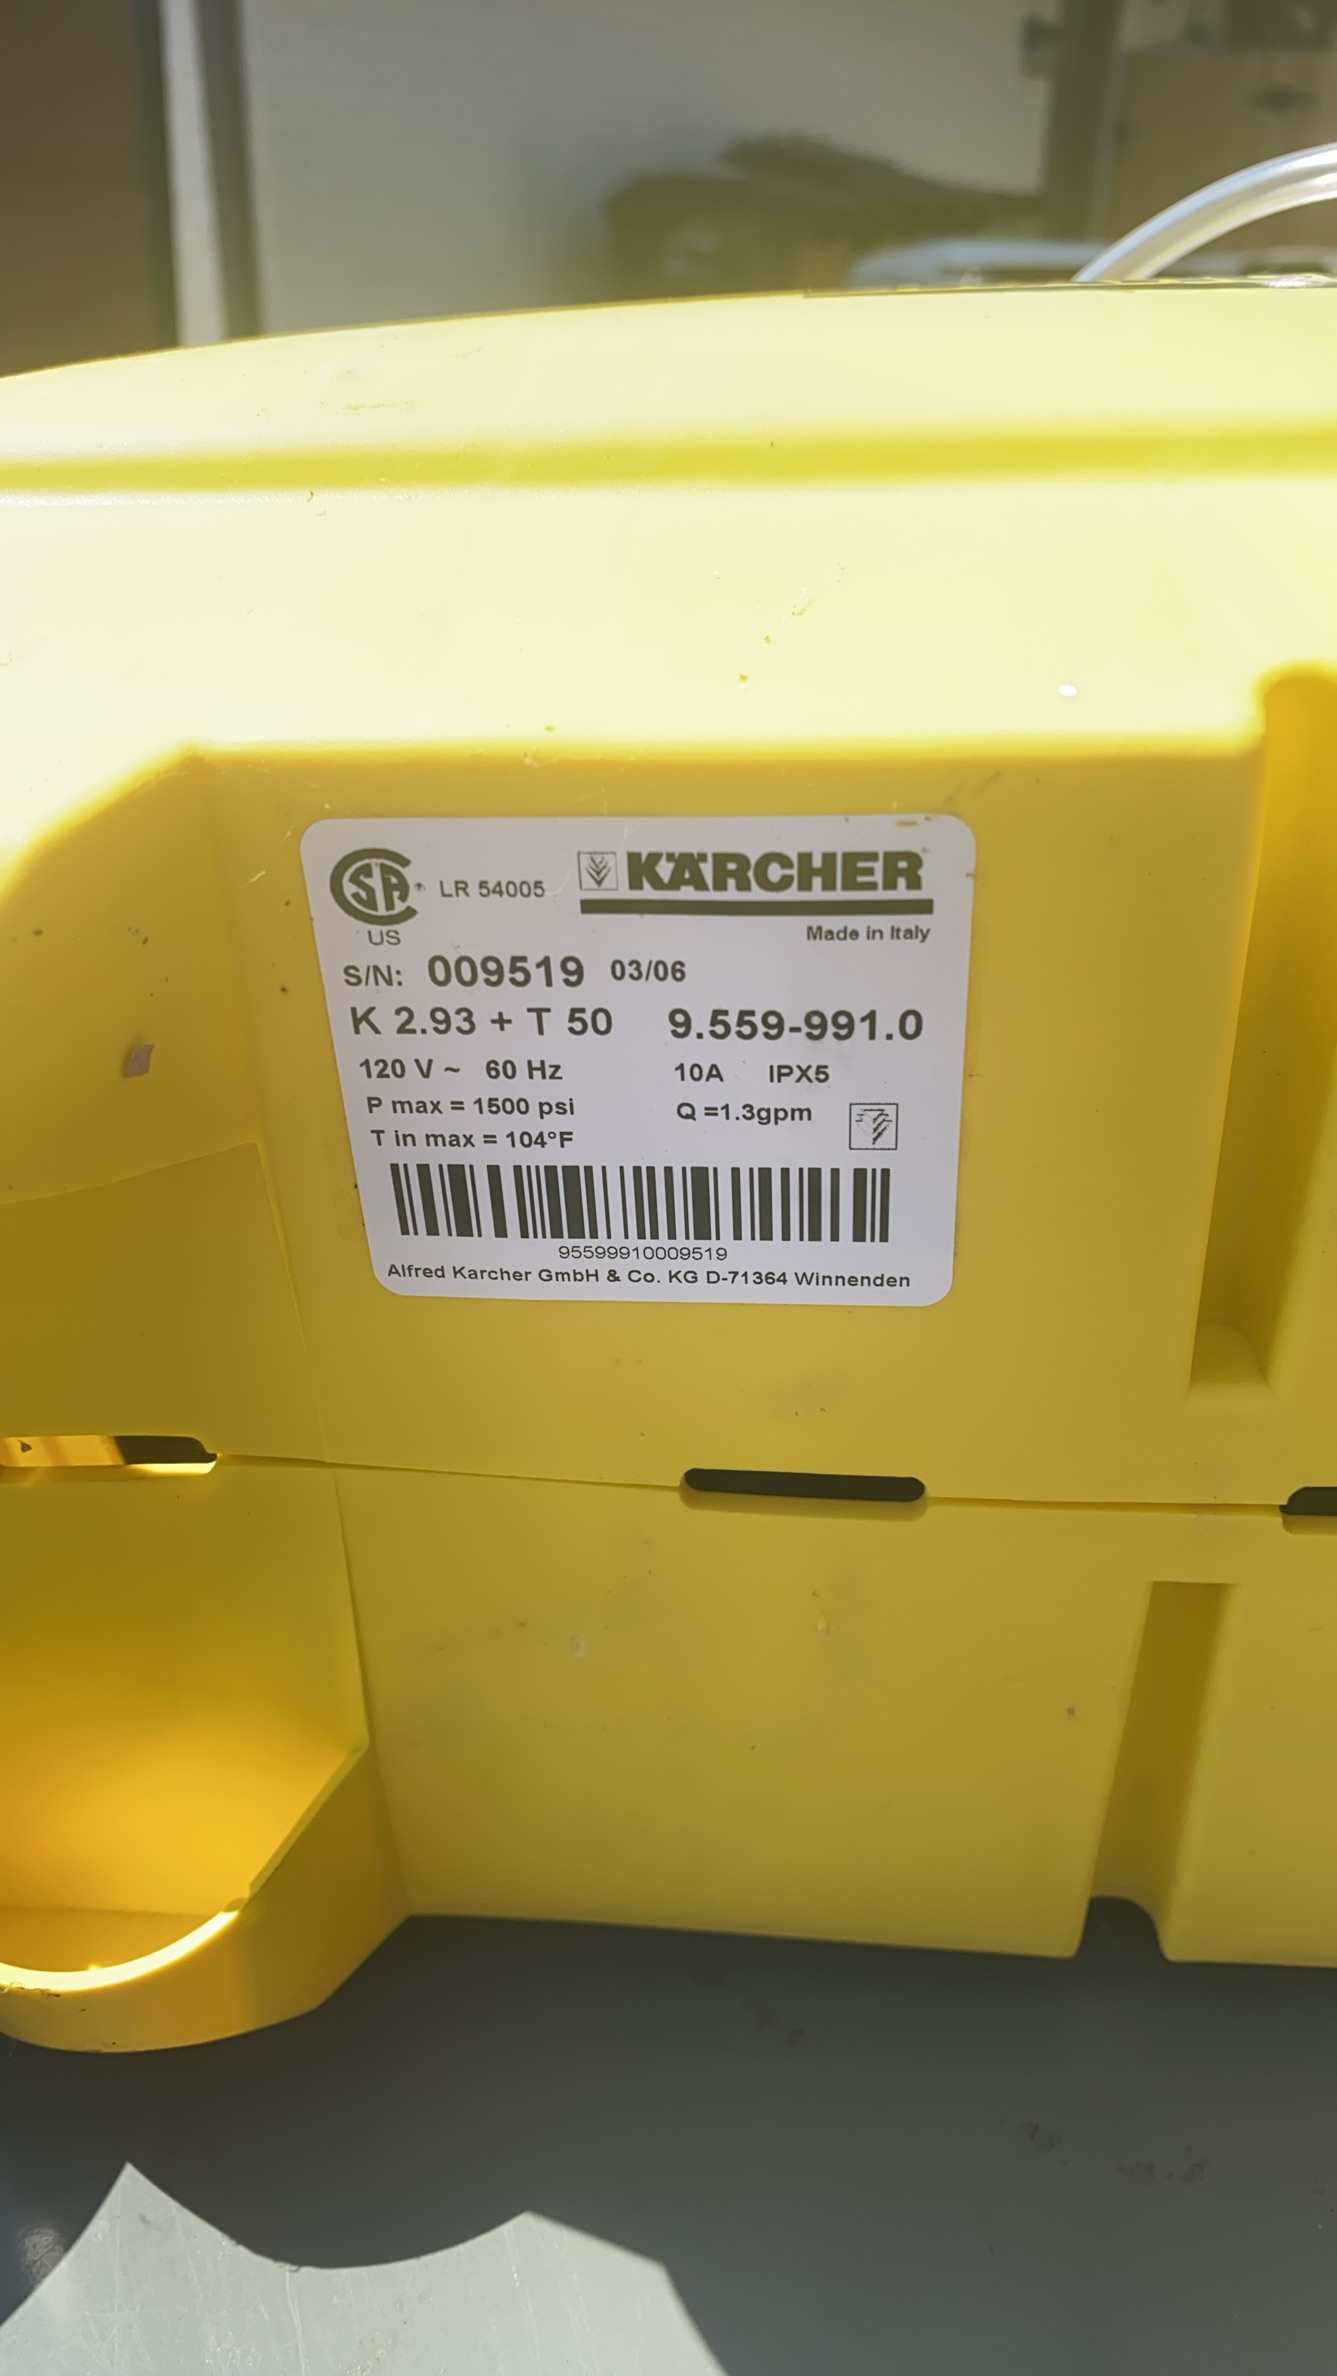 LR 54005 KÄRCHER
US
Made in Italy
S/N: 009519 03/06
K 2.93 + T 50 9.559-991.0
120 V ~ 60 Hz 10A IPX5
P max = 1500 psi Q =1.3gpm
T in max = 104°F
95599910009519
Alfred Karcher GmbH & Co. KG D-71364 Winnenden